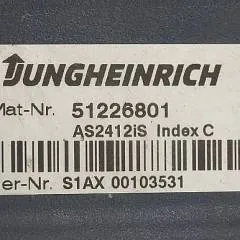 JUNGHEINRICH
Mat-Nr. 51226801
AS2412iS Index C
er-Nr. S1AX 00103531